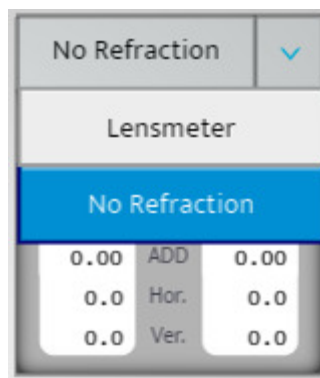 No Refraction
Lensmeter
No Refraction
0.00 ADD 0.00
0.0 Hor. 0.0
0.0 Ver. 0.0